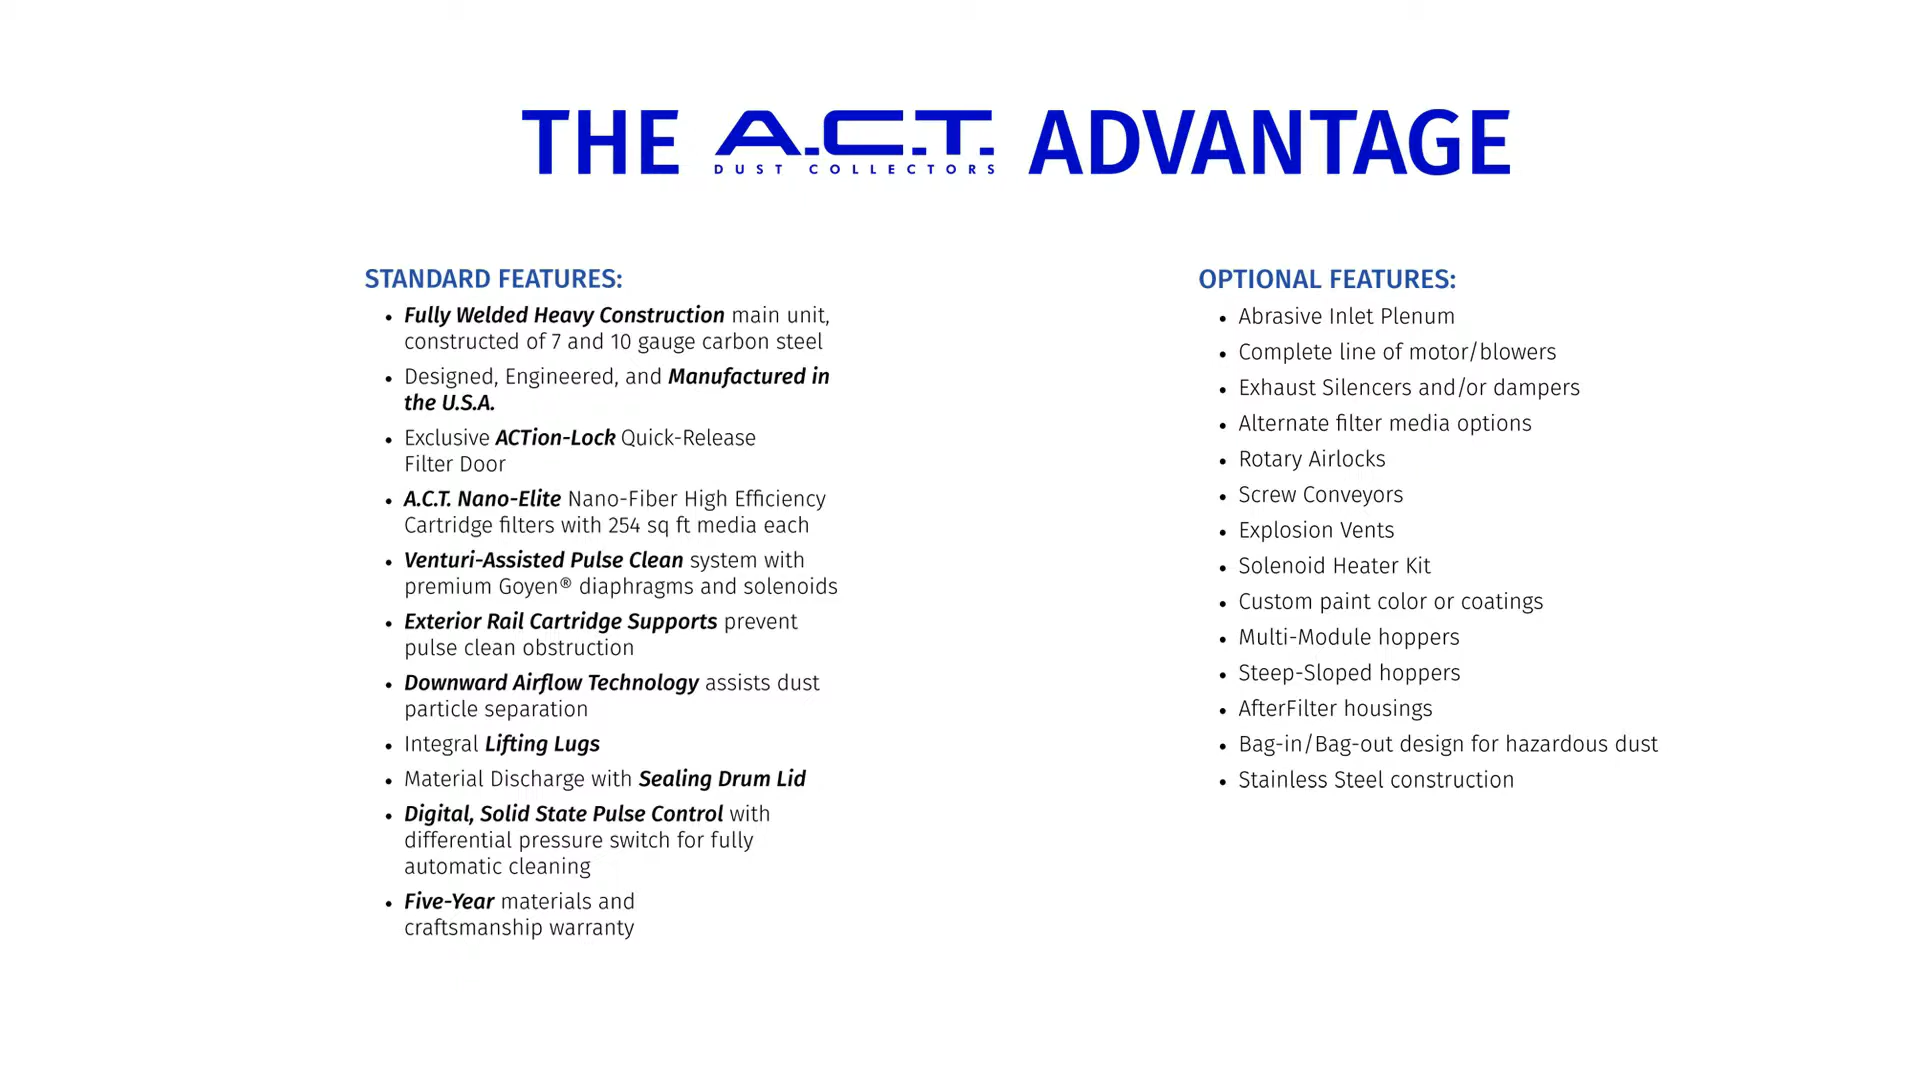 THE A.C.T. ADVANTAGE
DUST COLLECTORS
STANDARD FEATURES:
• Fully Welded Heavy Construction main unit,
constructed of 7 and 10 gauge carbon steel
• Designed, Engineered, and Manufactured in
the U.S.A.
• Exclusive ACTion-Lock Quick-Release
Filter Door
• A.C.T. Nano-Elite Nano-Fiber High Efficiency
Cartridge filters with 254 sq ft media each
• Venturi-Assisted Pulse Clean system with
premium Goyen® diaphragms and solenoids
• Exterior Rail Cartridge Supports prevent
pulse clean obstruction
• Downward Airflow Technology assists dust
particle separation
• Integral Lifting Lugs
• Material Discharge with Sealing Drum Lid
• Digital, Solid State Pulse Control with
differential pressure switch for fully
automatic cleaning
• Five-Year materials and
craftsmanship warranty
OPTIONAL FEATURES:
• Abrasive Inlet Plenum
• Complete line of motor/blowers
• Exhaust Silencers and/or dampers
• Alternate filter media options
• Rotary Airlocks
• Screw Conveyors
• Explosion Vents
• Solenoid Heater Kit
• Custom paint color or coatings
• Multi-Module hoppers
• Steep-Sloped hoppers
• AfterFilter housings
• Bag-in/Bag-out design for hazardous dust
• Stainless Steel construction